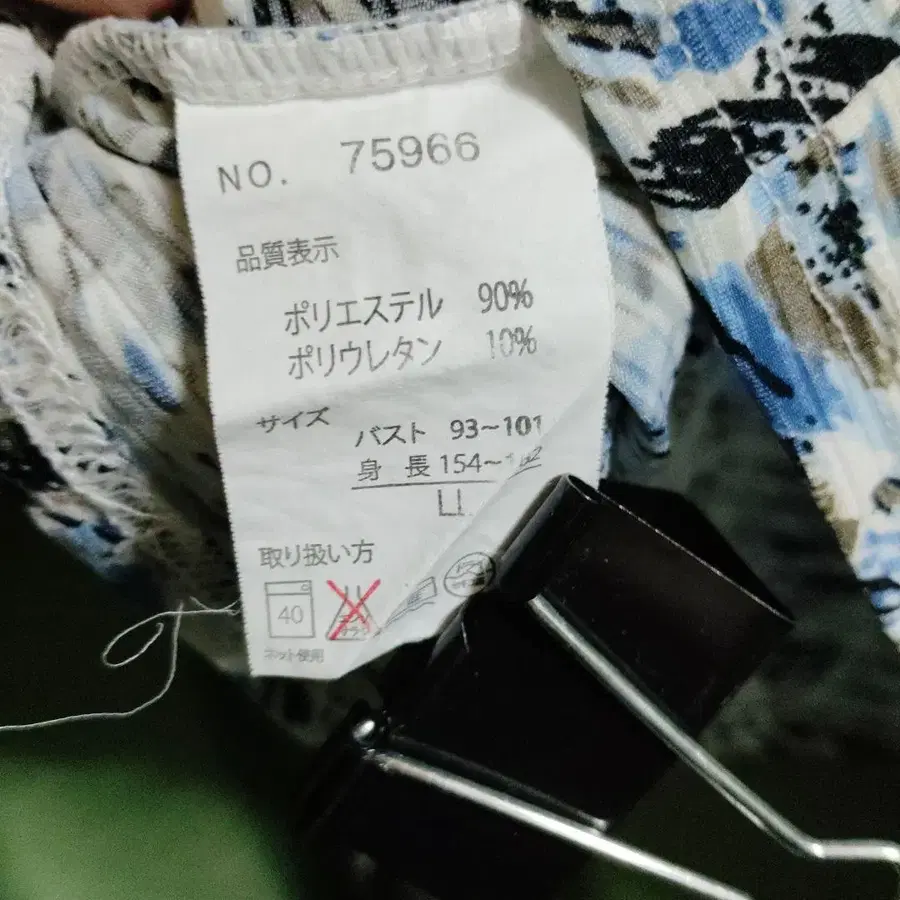 NO. 75966
品質表示
ポリエステル 90%
ポリウレタン 10%
サイズ
バスト 93～101
身 長 154～
LL
取り扱い方
40
ネット使用